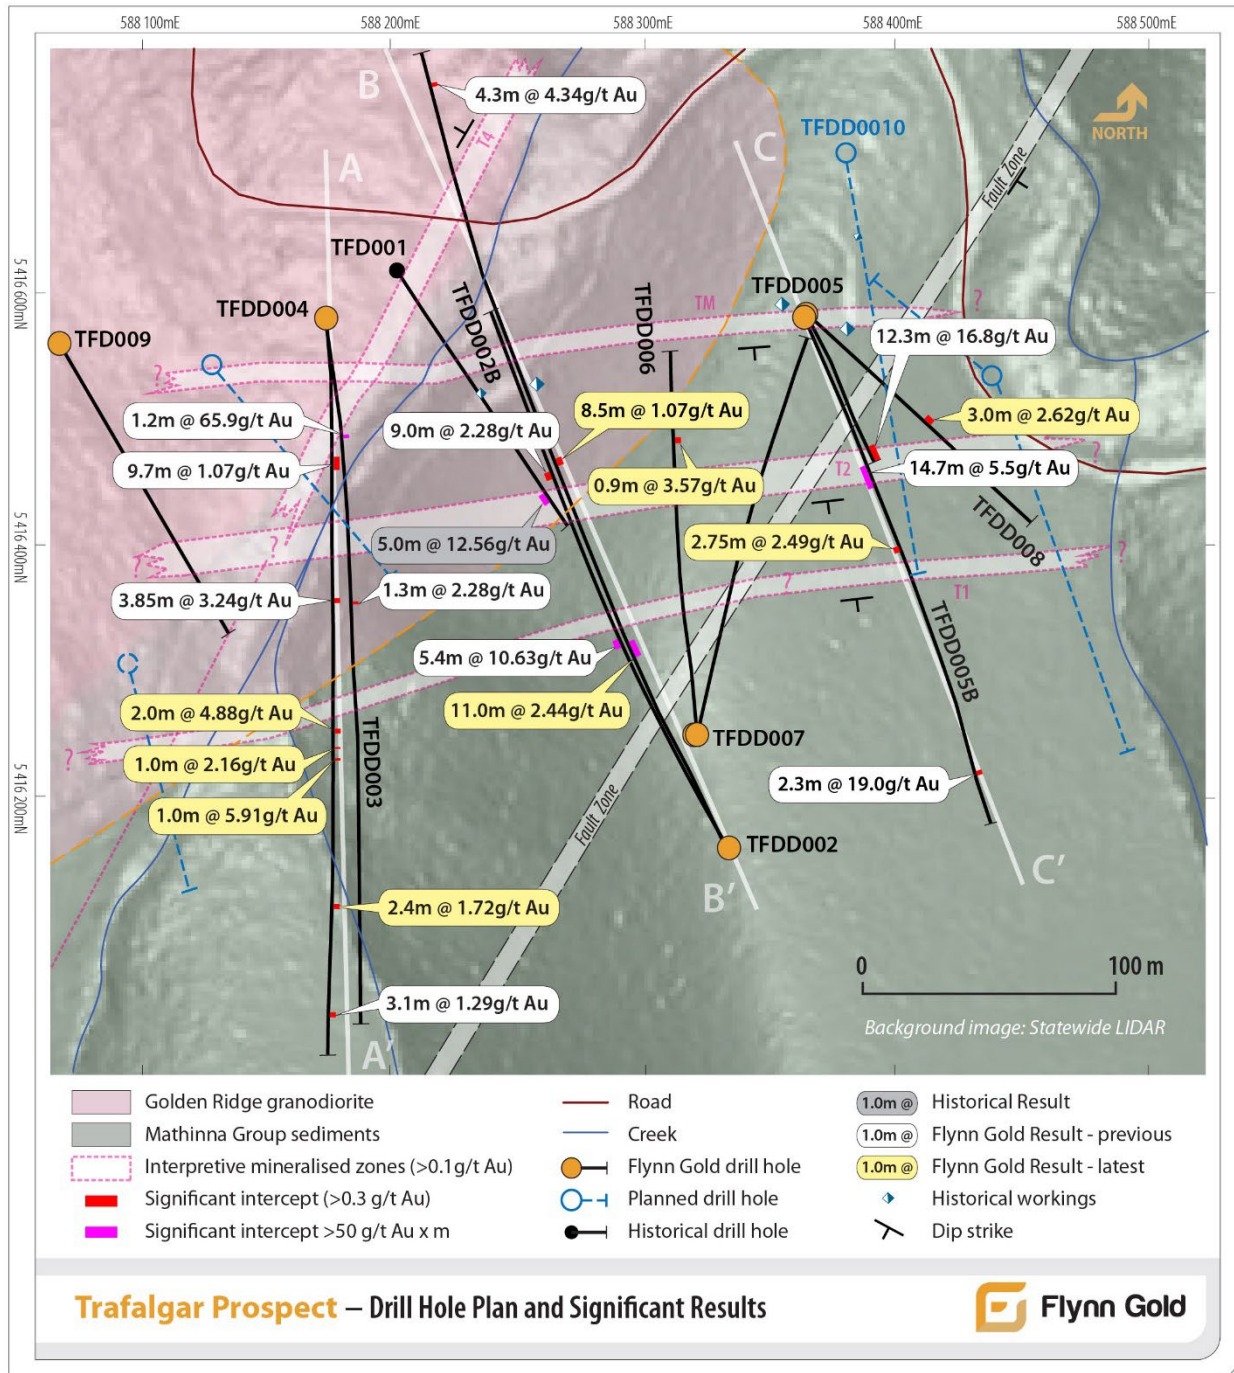 588 100mE
588 200mE
588 300mE
588 400mE
588 500mE
5 416 600mN
5 416 400mN
5 416 200mN
B
4.3m @ 4.34g/t Au
T4
A
C
TFDD0010
NORTH
Fault Zone
TFD001
TFDD004
TFD009
TFDD002B
TM
TFDD006
TFDD005
?
12.3m @ 16.8g/t Au
?
1.2m @ 65.9g/t Au
9.0m @ 2.28g/t Au
8.5m @ 1.07g/t Au
3.0m @ 2.62g/t Au
9.7m @ 1.07g/t Au
0.9m @ 3.57g/t Au
T2
14.7m @ 5.5g/t Au
?
5.0m @ 12.56g/t Au
2.75m @ 2.49g/t Au
TFDD008
?
?
?
3.85m @ 3.24g/t Au
1.3m @ 2.28g/t Au
?
T1
5.4m @ 10.63g/t Au
TFDD005B
11.0m @ 2.44g/t Au
2.0m @ 4.88g/t Au
TFDD003
TFDD007
?
1.0m @ 2.16g/t Au
2.3m @ 19.0g/t Au
1.0m @ 5.91g/t Au
Fault Zone
TFDD002
B'
C'
2.4m @ 1.72g/t Au
3.1m @ 1.29g/t Au
A'
0
100 m
Background image: Statewide LIDAR
Golden Ridge granodiorite
Mathinna Group sediments
Interpretive mineralised zones (>0.1g/t Au)
Significant intercept (>0.3 g/t Au)
Significant intercept >50 g/t Au x m
Road
Creek
Flynn Gold drill hole
Planned drill hole
Historical drill hole
1.0m @ Historical Result
1.0m @ Flynn Gold Result - previous
1.0m @ Flynn Gold Result - latest
Historical workings
Dip strike
Trafalgar Prospect – Drill Hole Plan and Significant Results
Flynn Gold